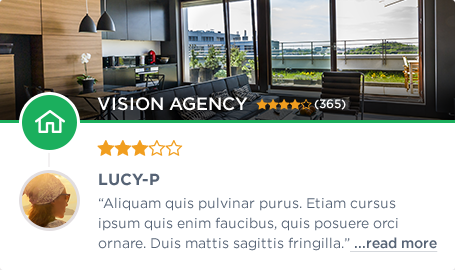 VISION AGENCY (365)
LUCY-P
“Aliquam quis pulvinar purus. Etiam cursus
ipsum quis enim faucibus, quis posuere orci
ornare. Duis mattis sagittis fringilla.” ...read more